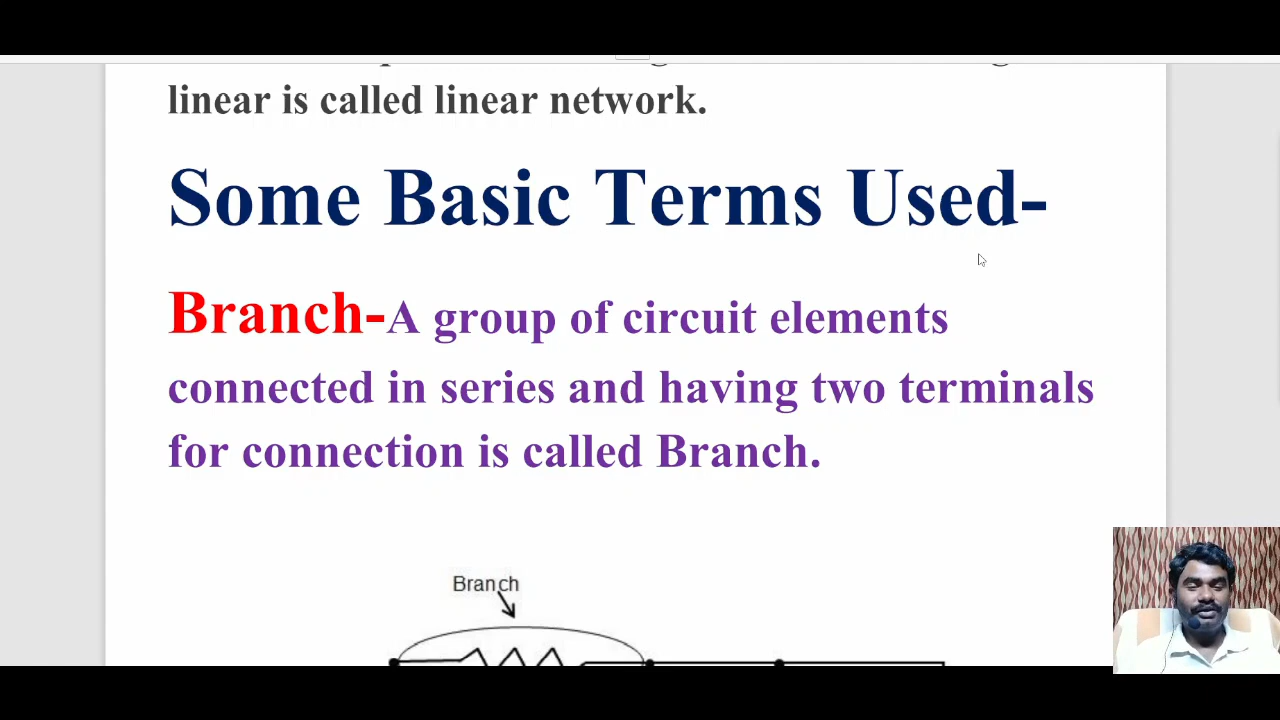 linear is called linear network.
Some Basic Terms Used-
Branch-A group of circuit elements
connected in series and having two terminals
for connection is called Branch.
Branch